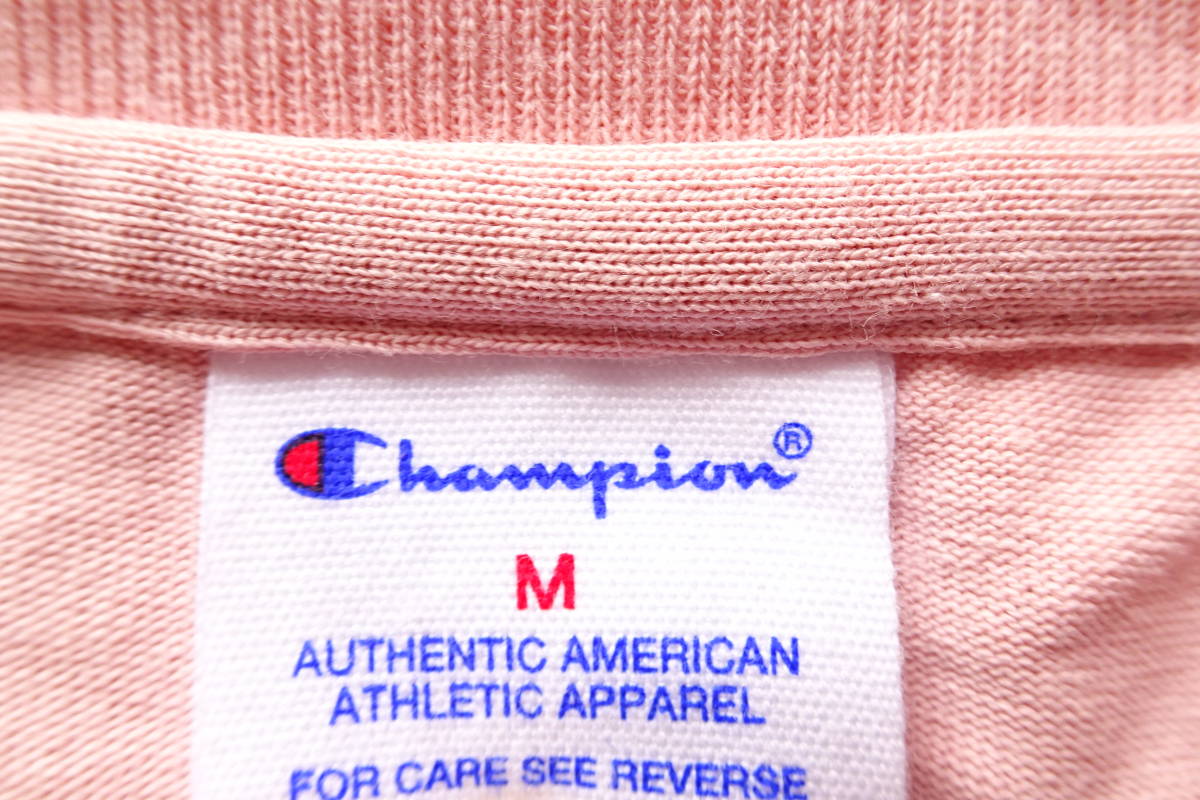 Champion®
M
AUTHENTIC AMERICAN
ATHLETIC APPAREL
FOR CARE SEE REVERSE